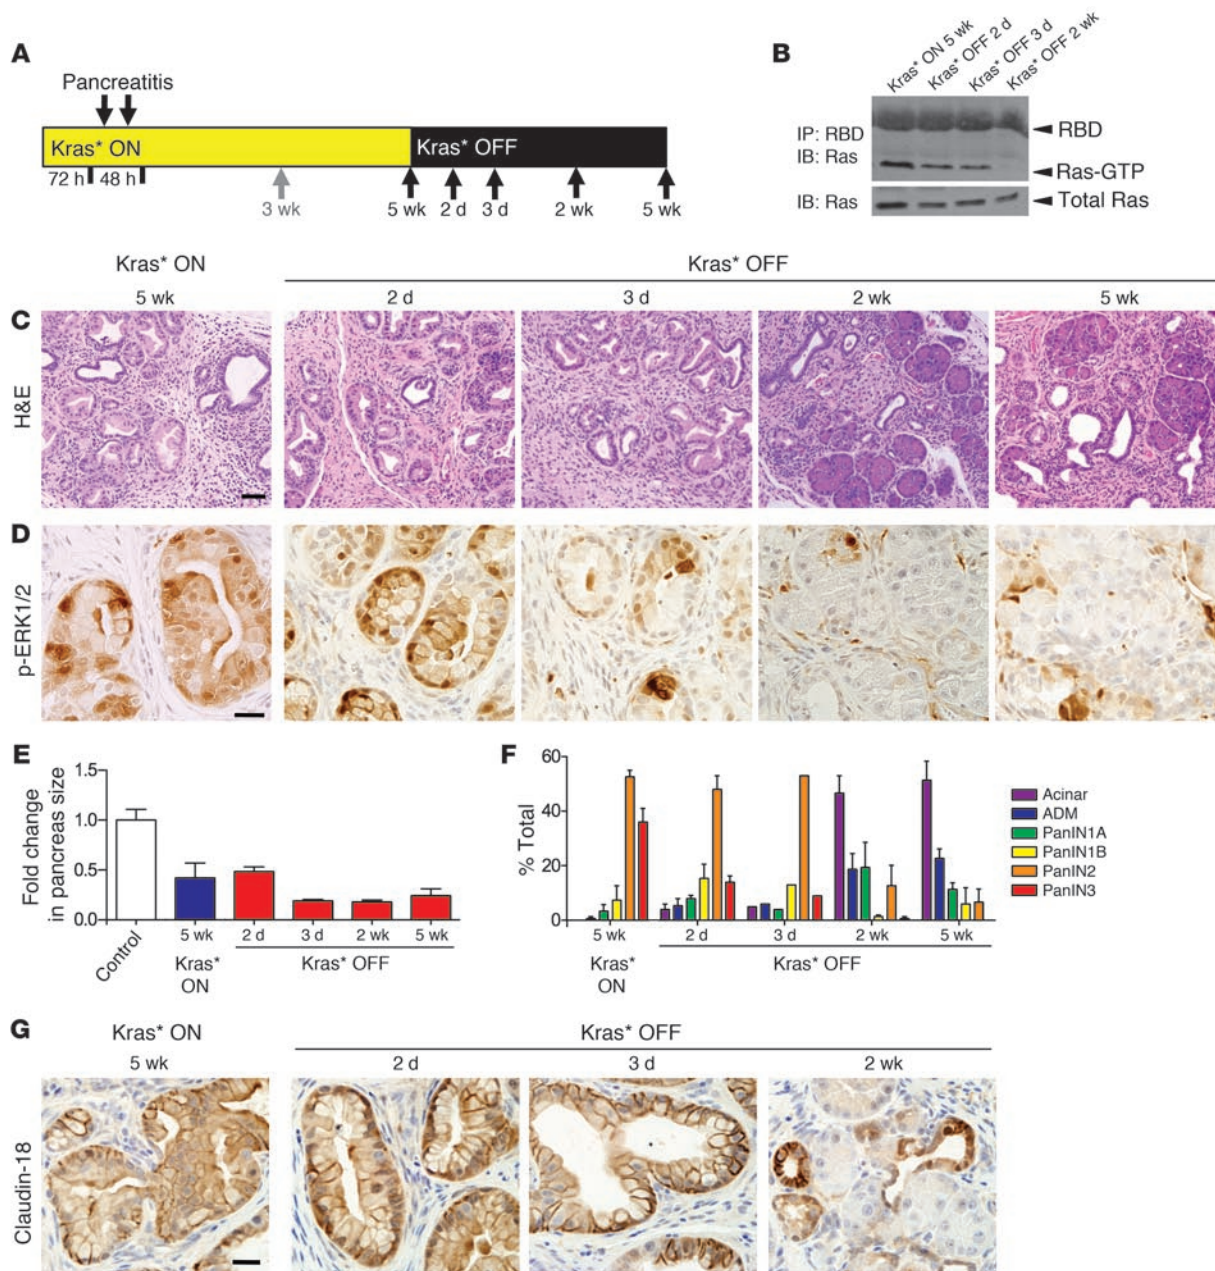 A
Pancreatitis
Kras* ON
Kras* OFF
72 h
48 h
3 wk
5 wk
2 d
3 d
2 wk
5 wk
B
Kras* ON 5 wk
Kras* OFF 2 d
Kras* OFF 3 d
Kras* OFF 2 wk
IP: RBD
IB: Ras
RBD
Ras-GTP
IB: Ras
Total Ras
Kras* ON
Kras* OFF
5 wk
2 d
3 d
2 wk
5 wk
C
H&E
D
p-ERK1/2
E
Fold change
in pancreas size
1.5
1.0
0.5
0.0
Control
5 wk
2 d
3 d
2 wk
5 wk
Kras*
ON
Kras* OFF
F
% Total
60
40
20
0
5 wk
2 d
3 d
2 wk
5 wk
Kras*
ON
Kras* OFF
Acinar
ADM
PanIN1A
PanIN1B
PanIN2
PanIN3
G
Kras* ON
Kras* OFF
5 wk
2 d
3 d
2 wk
Claudin-18